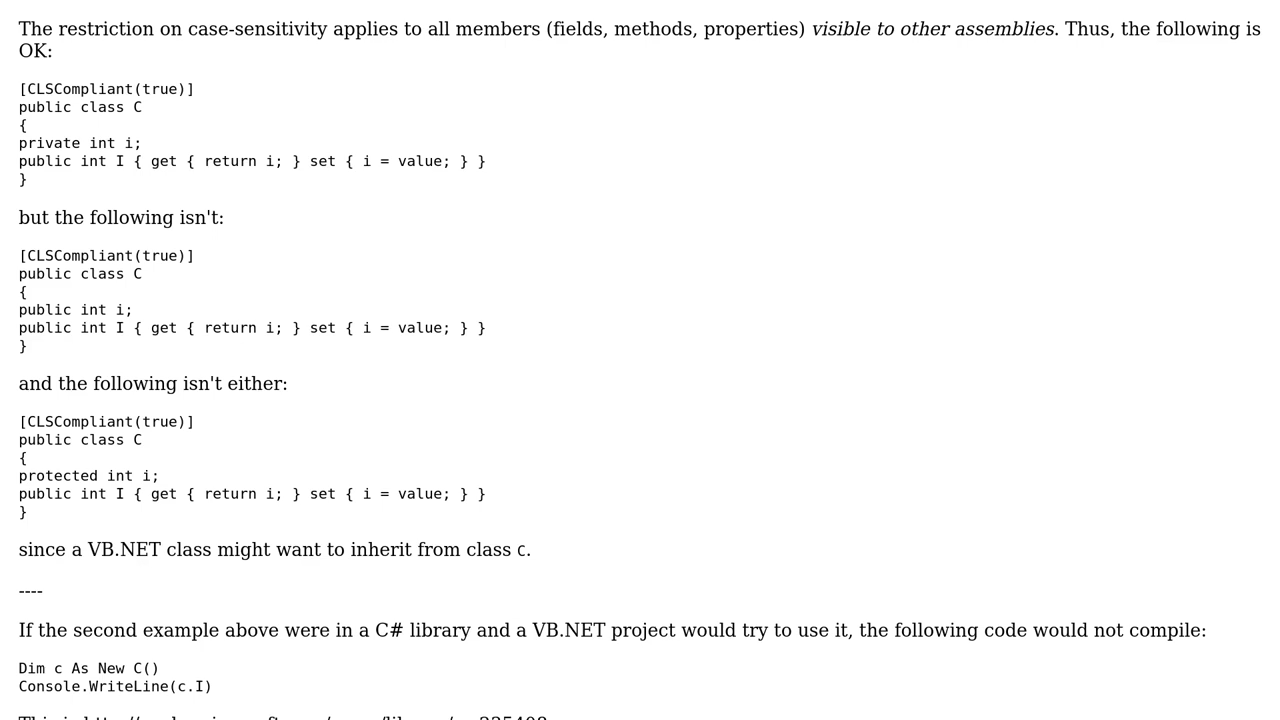 The restriction on case-sensitivity applies to all members (fields, methods, properties) visible to other assemblies. Thus, the following is
OK:
[CLSCompliant(true)]
public class C
{
private int i;
public int I { get { return i; } set { i = value; } }
}
but the following isn't:
[CLSCompliant(true)]
public class C
{
public int i;
public int I { get { return i; } set { i = value; } }
}
and the following isn't either:
[CLSCompliant(true)]
public class C
{
protected int i;
public int I { get { return i; } set { i = value; } }
}
since a VB.NET class might want to inherit from class C.
----
If the second example above were in a C# library and a VB.NET project would try to use it, the following code would not compile:
Dim c As New C()
Console.WriteLine(c.I)